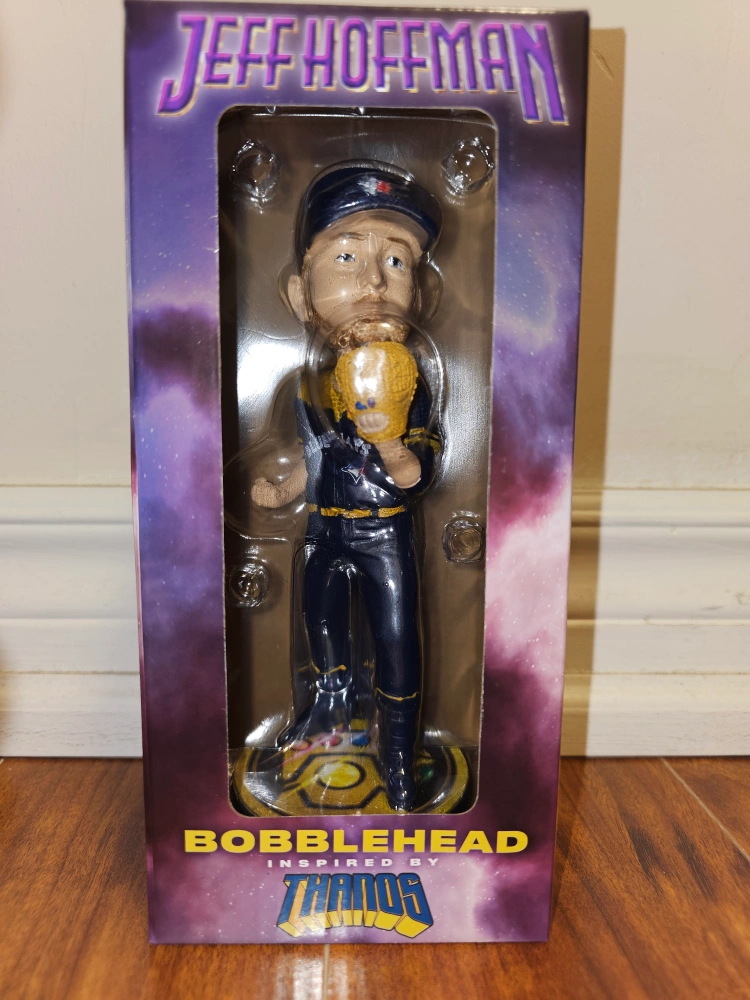 JEFF HOFFMAN
BOBBLEHEAD
INSPIRED BY
THANOS